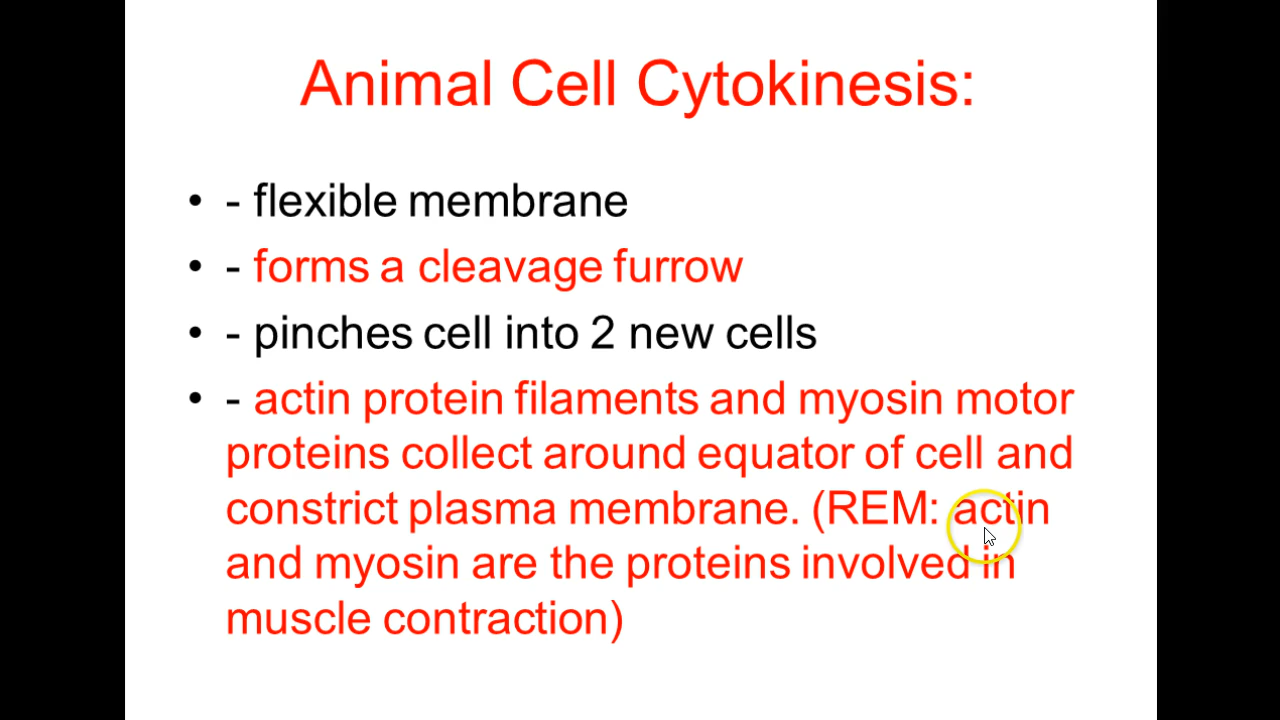 Animal Cell Cytokinesis:
• - flexible membrane
• - forms a cleavage furrow
• - pinches cell into 2 new cells
• - actin protein filaments and myosin motor
proteins collect around equator of cell and
constrict plasma membrane. (REM: actin
and myosin are the proteins involved in
muscle contraction)